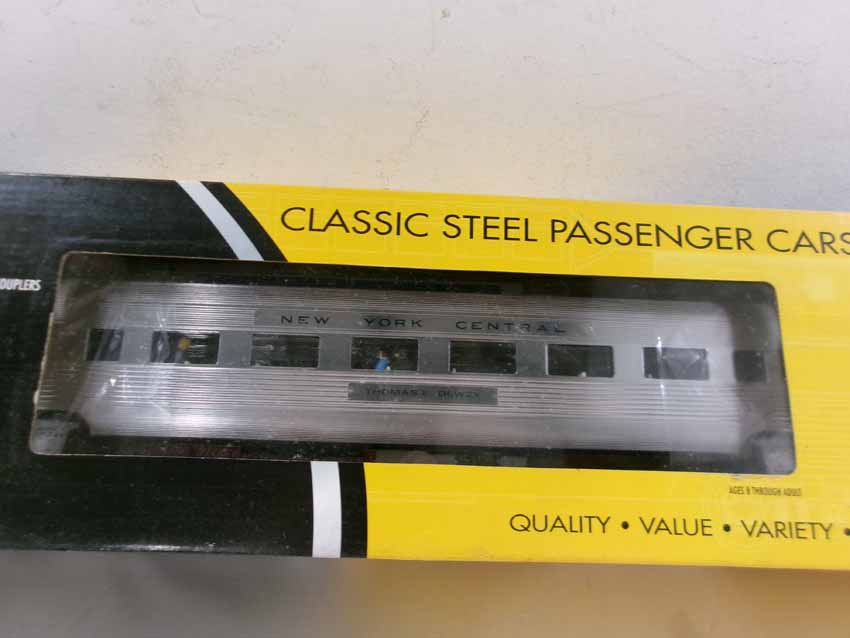 CLASSIC STEEL PASSENGER CARS
OUPLERS
NEW YORK CENTRAL
THOMAS E. DEWEY
AGES 8 THROUGH ADULT
QUALITY • VALUE • VARIETY •